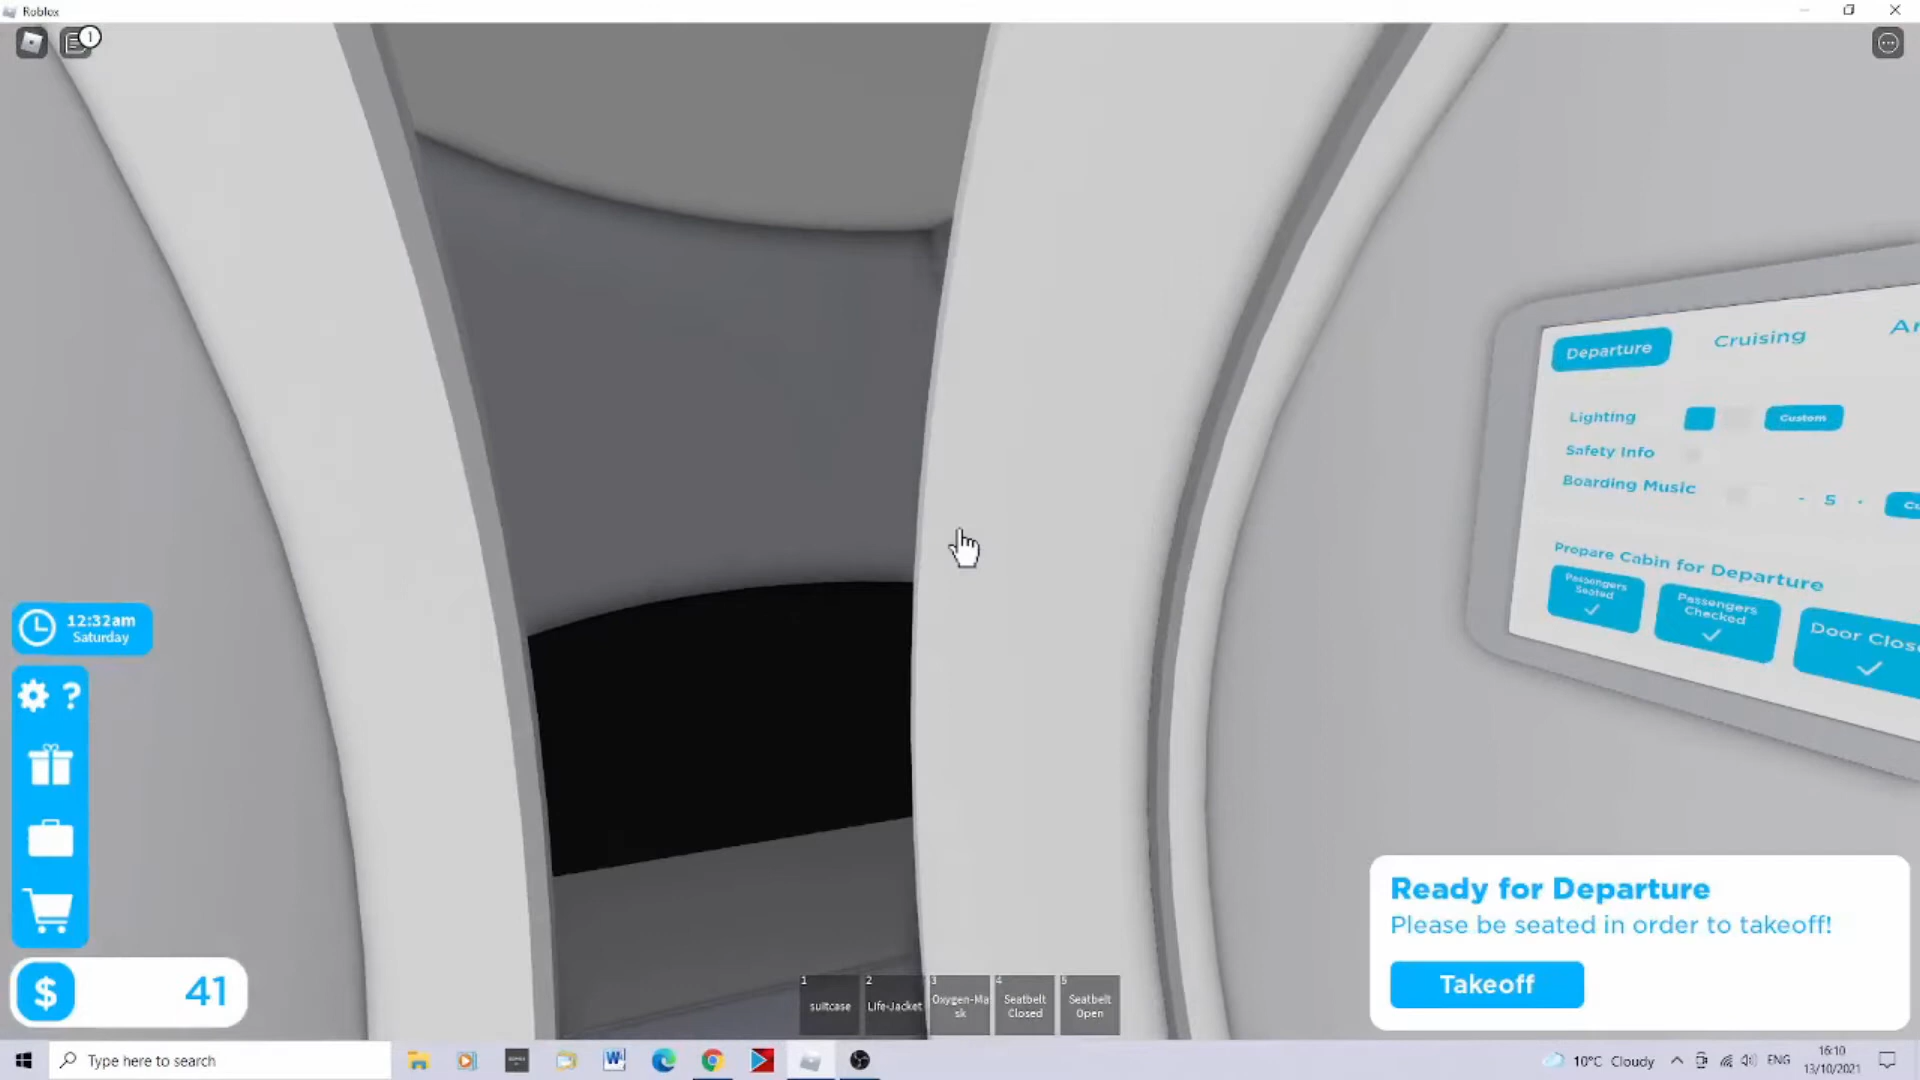 Roblox
1
Departure Cruising
Lighting Custom
Safety Info
Boarding Music - 5
Prepare Cabin for Departure
Passengers
Seated
Passengers
Checked
Door
12:32am
Saturday
?
$ 41
Ready for Departure
Please be seated in order to takeoff!
Takeoff
1 2 3 4 5
suitcase Life-Jacket Oxygen-Ma
sk Seatbelt
Closed Seatbelt
Open
Type here to search
W
10°C Cloudy ENG 16:10
13/10/2021